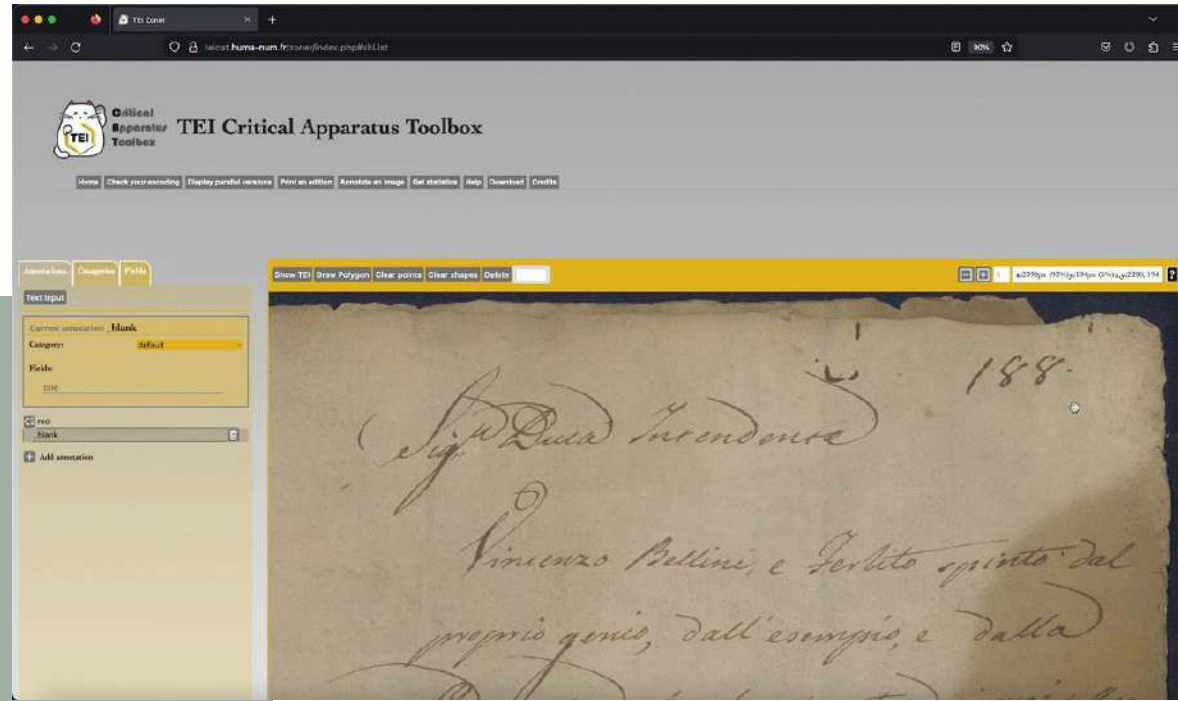 TEI Zoner
teicat.huma-num.fr/zoner/index.php#shList
90%
Critical
Apparatus
Toolbox
TEI
TEI Critical Apparatus Toolbox
Home Check your encoding Display parallel versions Print an edition Annotate an image Get statistics Help Download Credits
Annotations Categories Fields
Show TEI Draw Polygon Clear points Clear shapes Delete
Text Input
Current annotation: _blank
Category: default
Fields:
title
_blank
Add annotation
188.
Sig.r Duca Intendente
Vincenzo Bellini, e Ferlito spinto dal
proprio genio, dall'esempio, e dalla